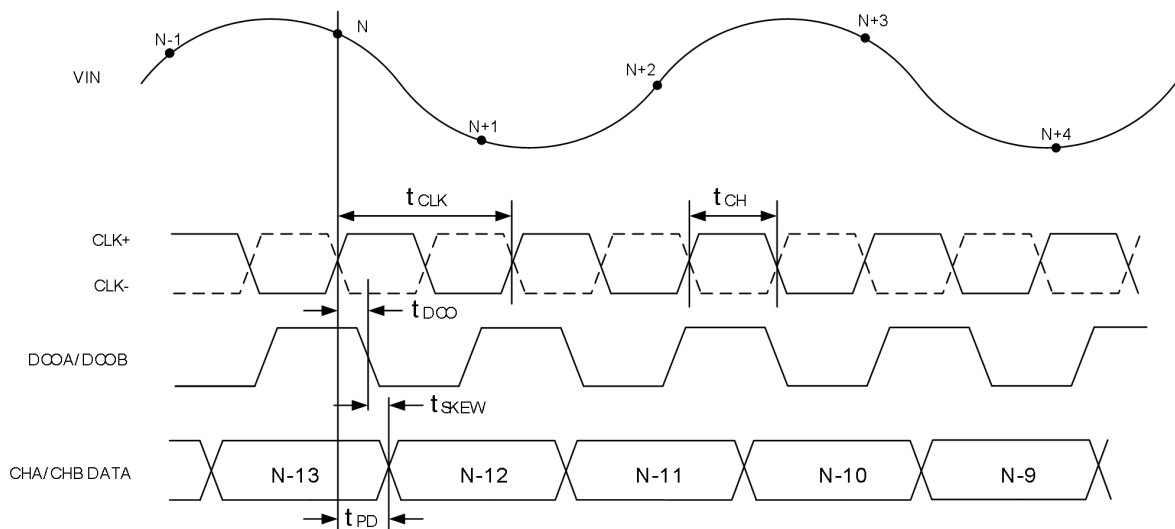 N-1
N
N+1
N+2
N+3
N+4
VIN
tCLK
tCH
CLK+
CLK-
tDCO
DCOA/DCOB
tSKEW
CHA/CHB DATA
N-13
N-12
N-11
N-10
N-9
tPD